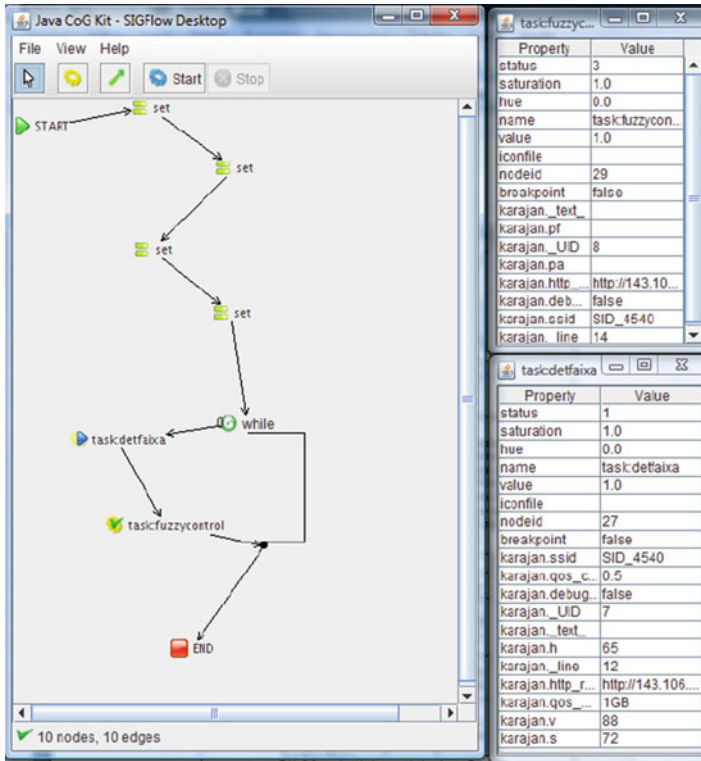 Java CoG Kit - SIGFlow Desktop
File View Help
Start Stop
START
set
set
set
set
while
task:detfaixa
task:fuzzycontrol
END
10 nodes, 10 edges
task:fuzzyc...
Property Value
status 3
saturation 1.0
hue 0.0
name task:fuzzycon...
value 1.0
iconfile
nodeid 29
breakpoint false
karajan._text_
karajan.pf
karajan._UID 8
karajan.pa
karajan.http_... http://143.10...
karajan.deb... false
karajan.ssid SID_4540
karajan._line 14
task:detfaixa
Property Value
status 1
saturation 1.0
hue 0.0
name task:detfaixa
value 1.0
iconfile
nodeid 27
breakpoint false
karajan.ssid SID_4540
karajan.qos_c... 0.5
karajan.debug... false
karajan._UID 7
karajan._text_
karajan.h 65
karajan._line 12
karajan.http_r... http://143.106....
karajan.qos_... 1GB
karajan.v 88
karajan.s 72